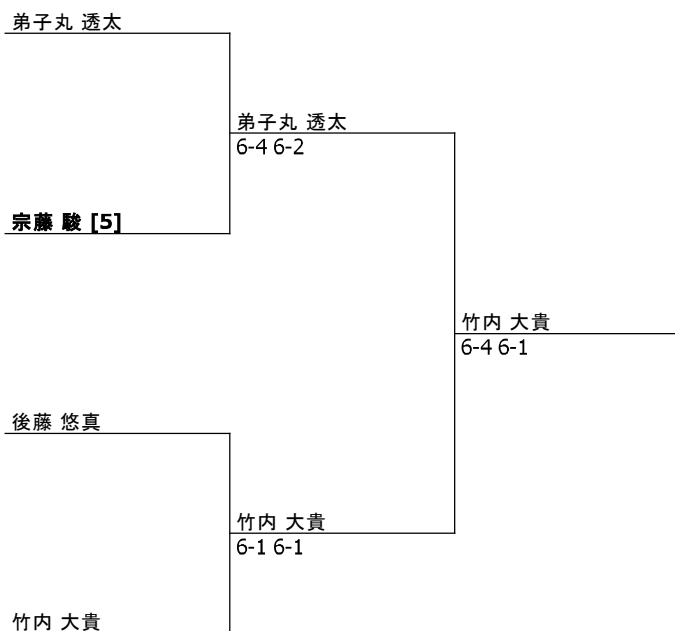 弟子丸 透太
弟子丸 透太
6-4 6-2
宗藤 駿 [5]
竹内 大貴
6-4 6-1
後藤 悠真
竹内 大貴
6-1 6-1
竹内 大貴